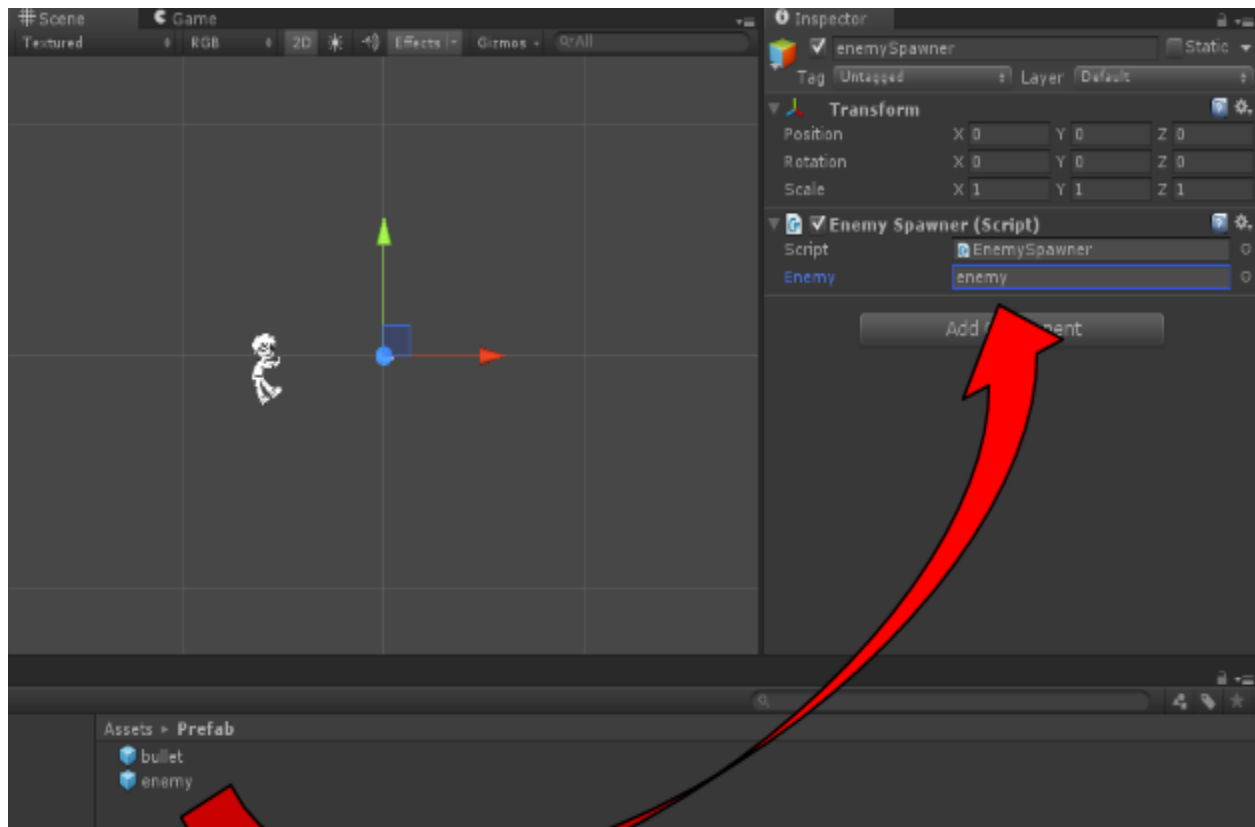 Scene Game
Textured RGB 2D Effects Gizmos All
Inspector
enemySpawner Static
Tag Untagged Layer Default
Transform
Position X 0 Y 0 Z 0
Rotation X 0 Y 0 Z 0
Scale X 1 Y 1 Z 1
Enemy Spawner (Script)
Script EnemySpawner
Enemy enemy
Add
Assets ▸ Prefab
bullet
enemy